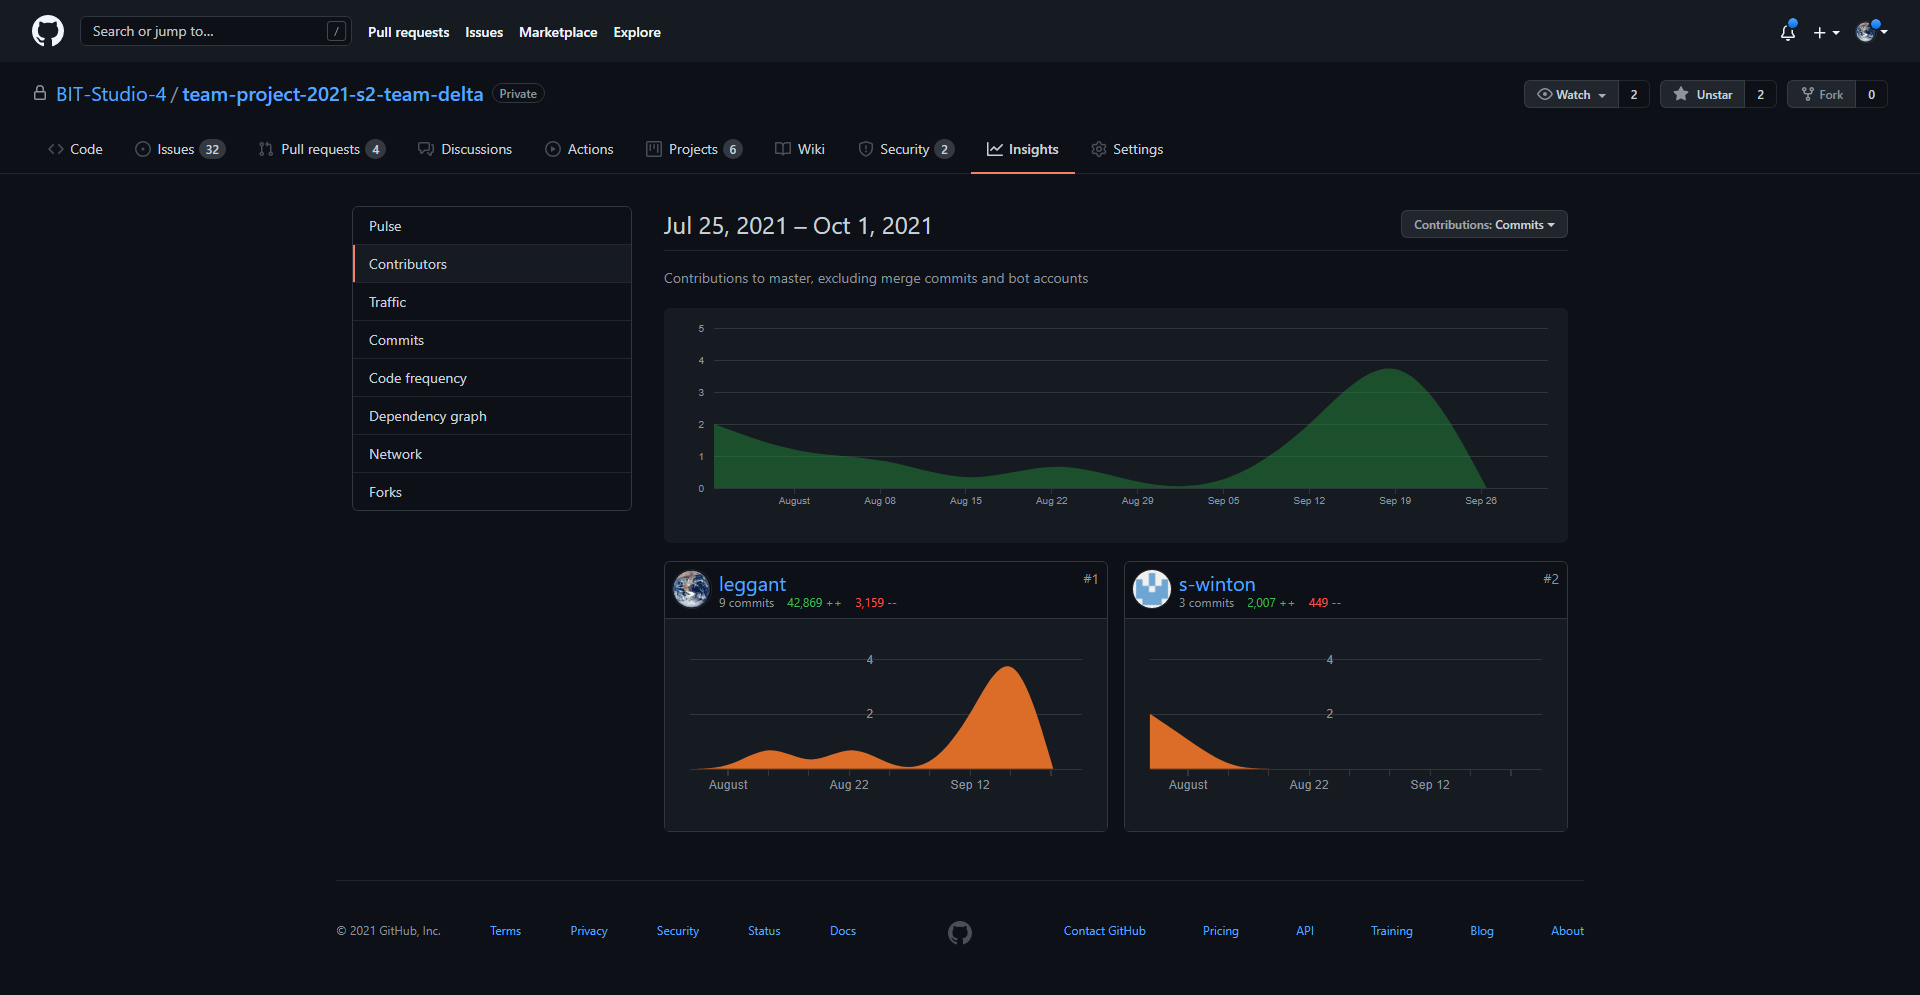 Search or jump to... /
Pull requests Issues Marketplace Explore
BIT-Studio-4 / team-project-2021-s2-team-delta Private
Watch 2 Unstar 2 Fork 0
Code Issues 32 Pull requests 4 Discussions Actions Projects 6 Wiki Security 2 Insights Settings
Pulse
Contributors
Traffic
Commits
Code frequency
Dependency graph
Network
Forks
Jul 25, 2021 – Oct 1, 2021
Contributions: Commits
Contributions to master, excluding merge commits and bot accounts
5
4
3
2
1
0
August Aug 08 Aug 15 Aug 22 Aug 29 Sep 05 Sep 12 Sep 19 Sep 26
leggant #1
9 commits 42,869 ++ 3,159 --
4
2
August Aug 22 Sep 12
s-winton #2
3 commits 2,007 ++ 449 --
4
2
August Aug 22 Sep 12
© 2021 GitHub, Inc. Terms Privacy Security Status Docs Contact GitHub Pricing API Training Blog About